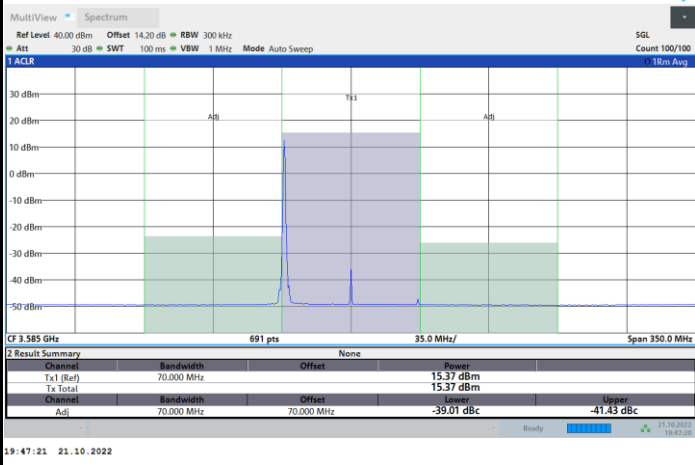 MultiView Spectrum
Ref Level 40.00 dBm Offset 14.20 dB RBW 300 kHz SGL
Att 30 dB SWT 100 ms VBW 1 MHz Mode Auto Sweep Count 100/100
1 ACLR 1Rm Avg
30 dBm
Tx1
20 dBm
Adj Adj
10 dBm
0 dBm
-10 dBm
-20 dBm
-30 dBm
-40 dBm
-50 dBm
CF 3.585 GHz 691 pts 35.0 MHz/ Span 350.0 MHz
2 Result Summary None
Channel Bandwidth Offset Power
Tx1 (Ref) 70.000 MHz 15.37 dBm
Tx Total 15.37 dBm
Channel Bandwidth Offset Lower Upper
Adj 70.000 MHz 70.000 MHz -39.01 dBc -41.43 dBc
Ready 21.10.2022
19:47:20
19:47:21 21.10.2022